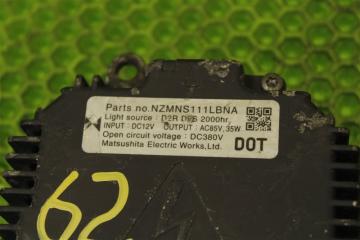 Parts no.NZMNS111LBNA
Light source : D2R D2S 2000hr,
INPUT : DC12V OUTPUT : AC85V, 35W
Open circuit voltage : DC380V
Matsushita Electric Works,Ltd. DOT
62